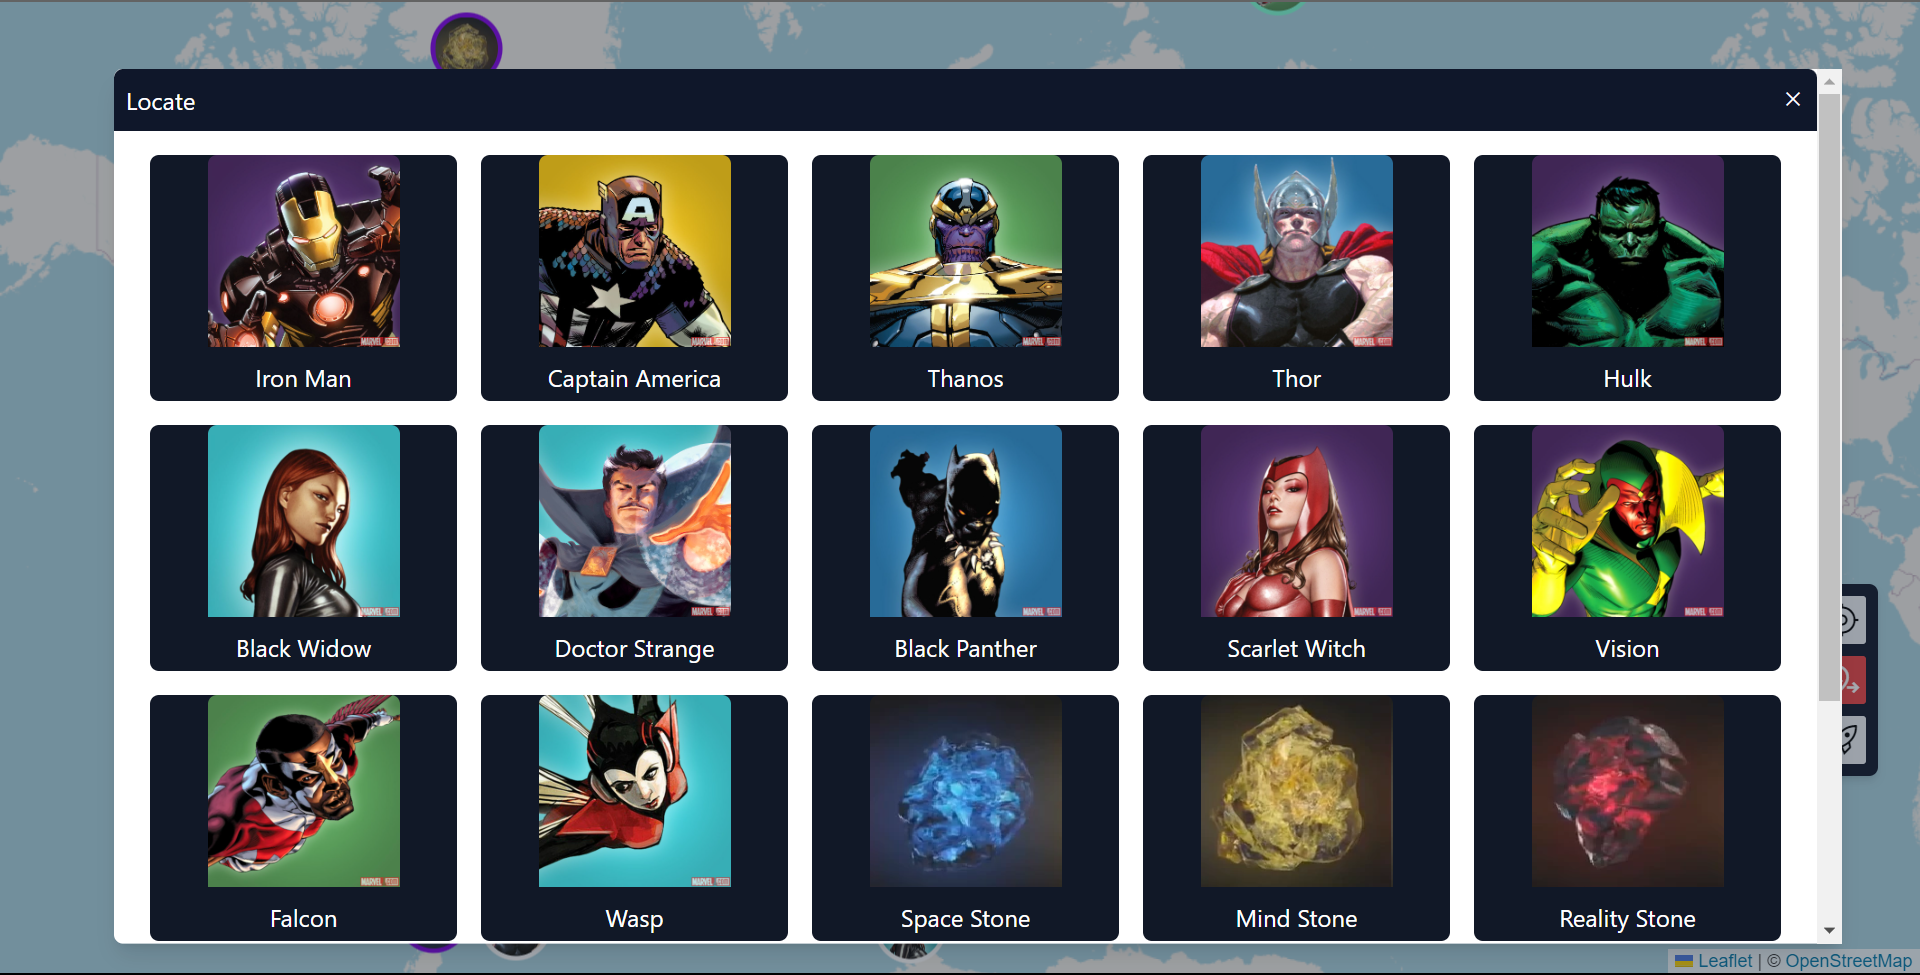 Locate
Iron Man
Captain America
Thanos
Thor
Hulk
Black Widow
Doctor Strange
Black Panther
Scarlet Witch
Vision
Falcon
Wasp
Space Stone
Mind Stone
Reality Stone
Leaflet | © OpenStreetMap